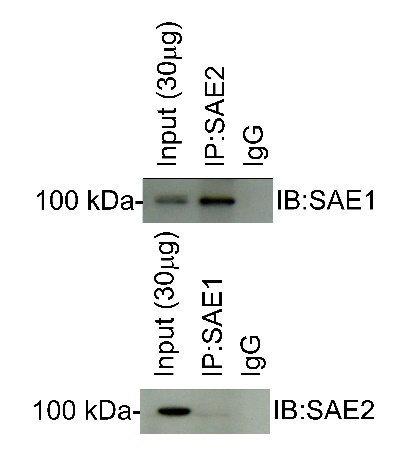 Input (30µg)
IP:SAE2
IgG
100 kDa-
IB:SAE1
Input (30µg)
IP:SAE1
IgG
100 kDa-
IB:SAE2